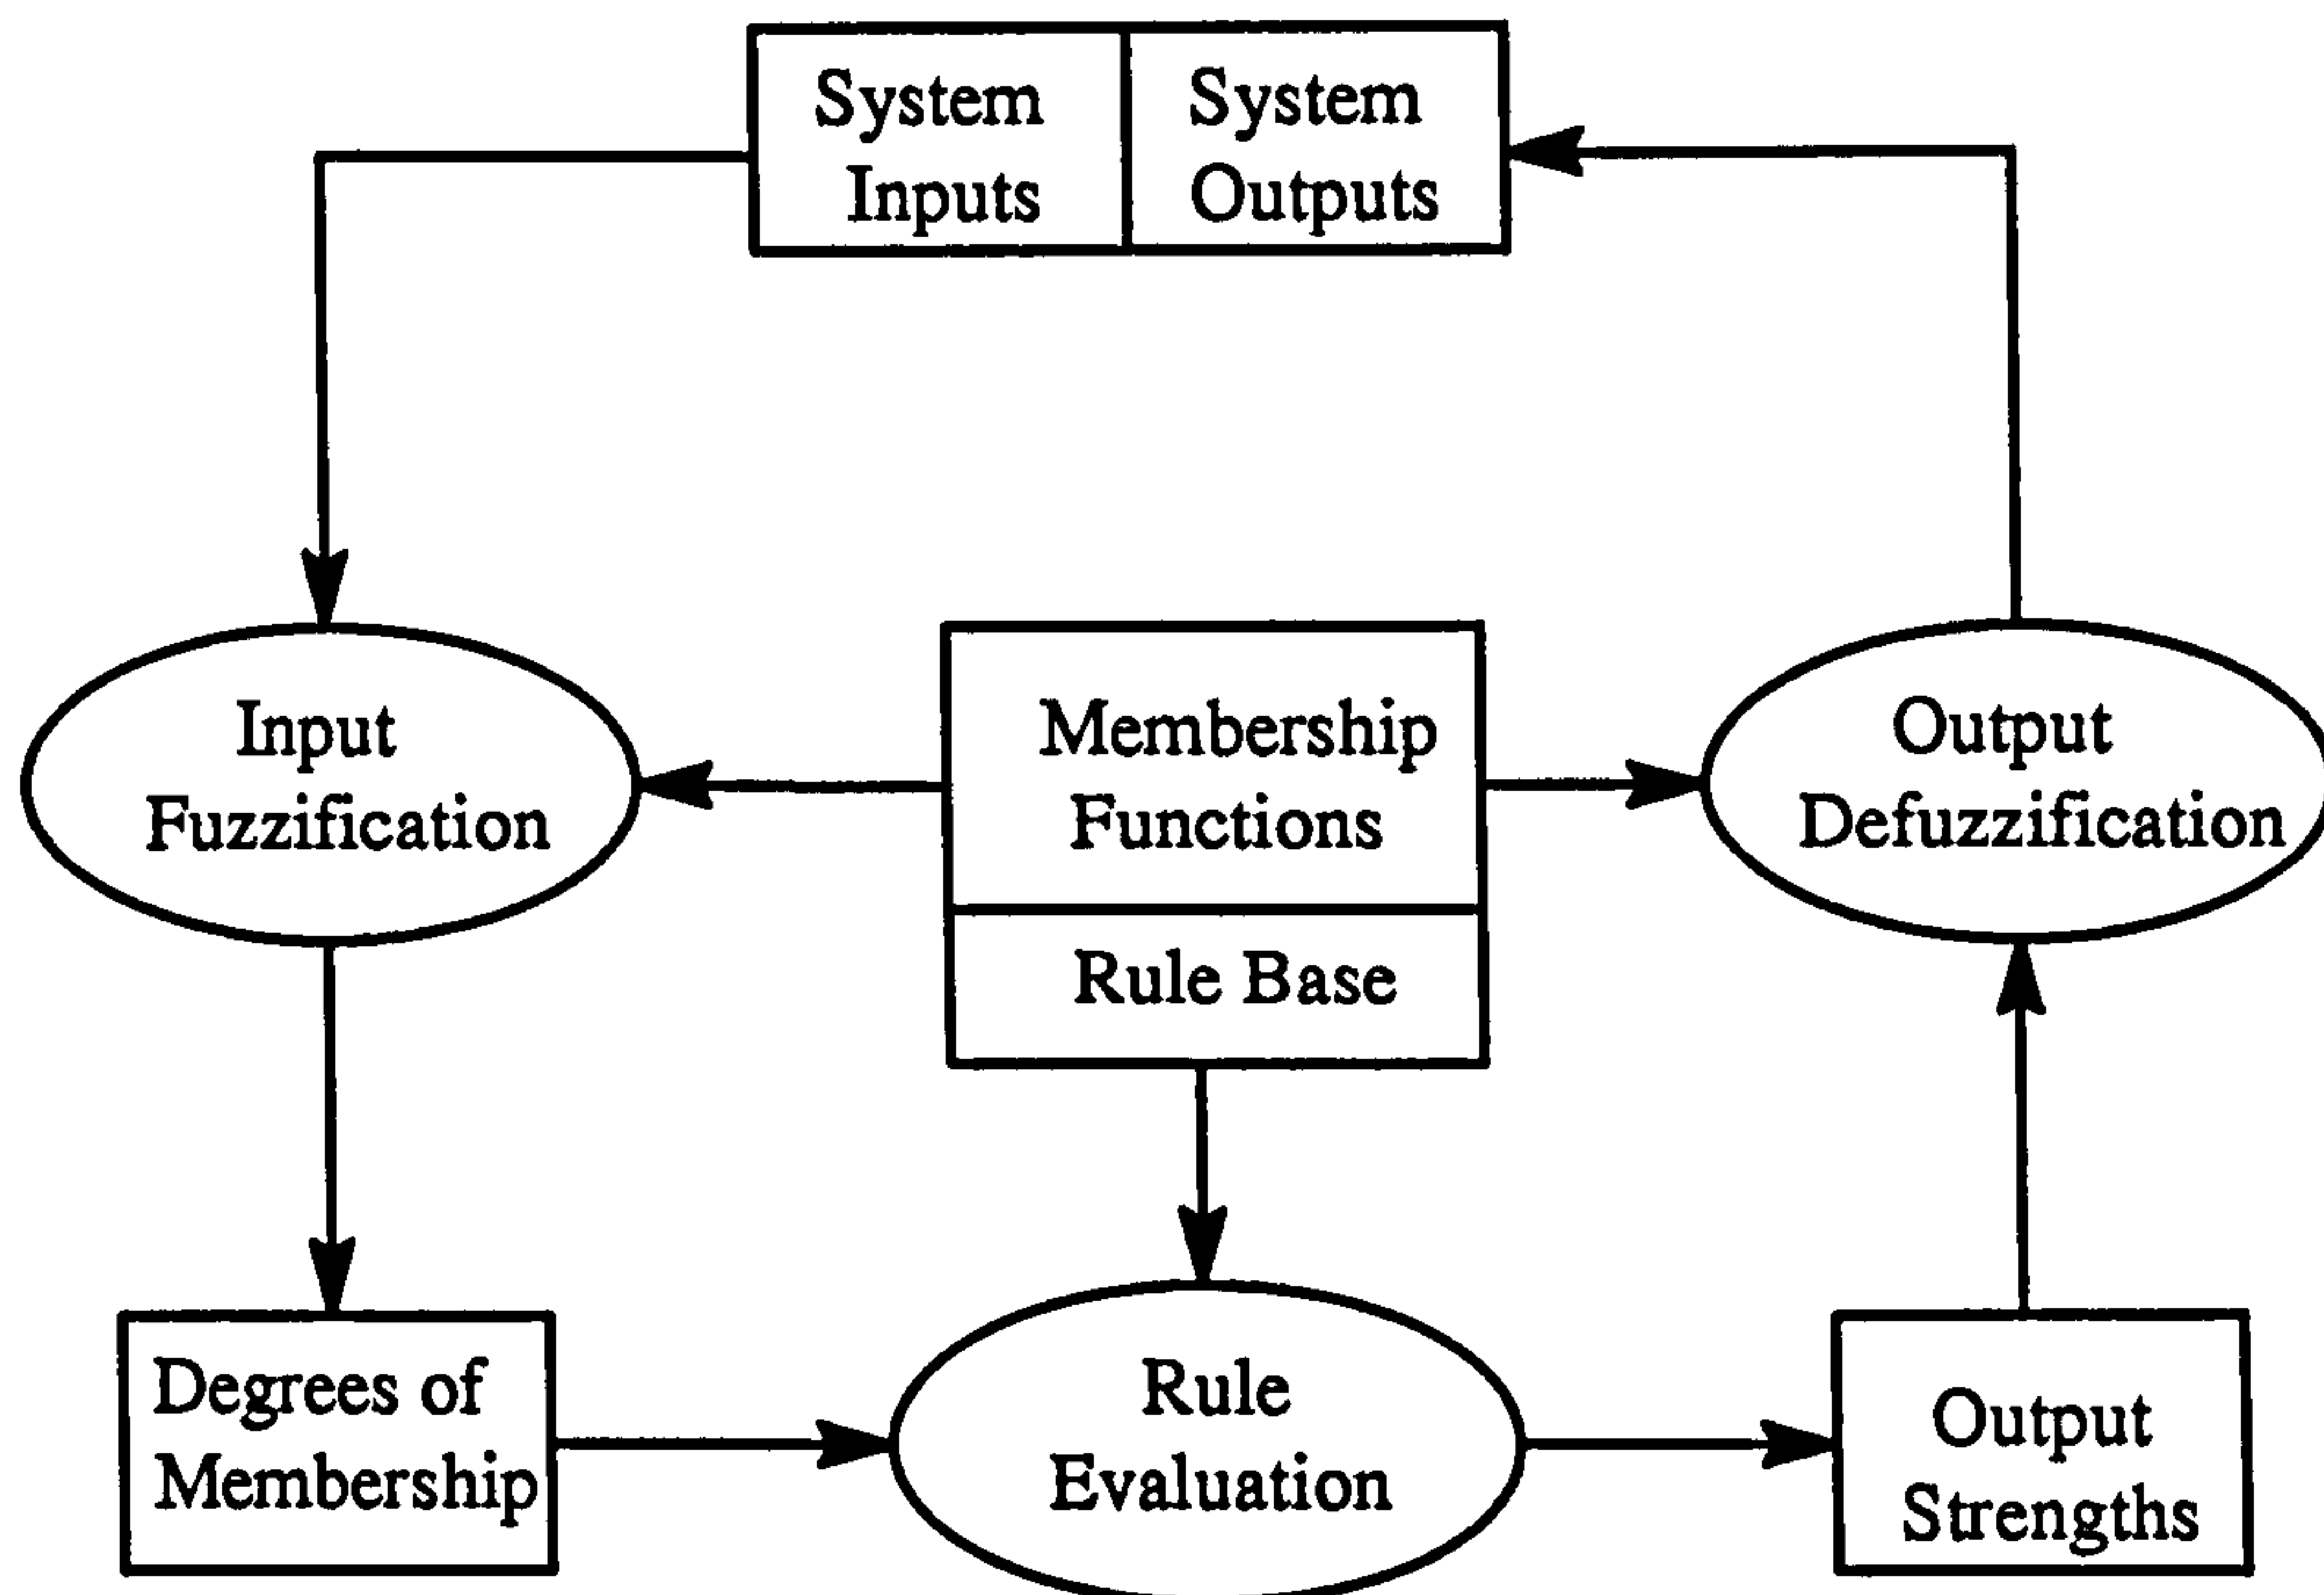 System
Inputs
System
Outputs
Input
Fuzzification
Membership
Functions
Rule Base
Output
Defuzzification
Degrees of
Membership
Rule
Evaluation
Output
Strengths